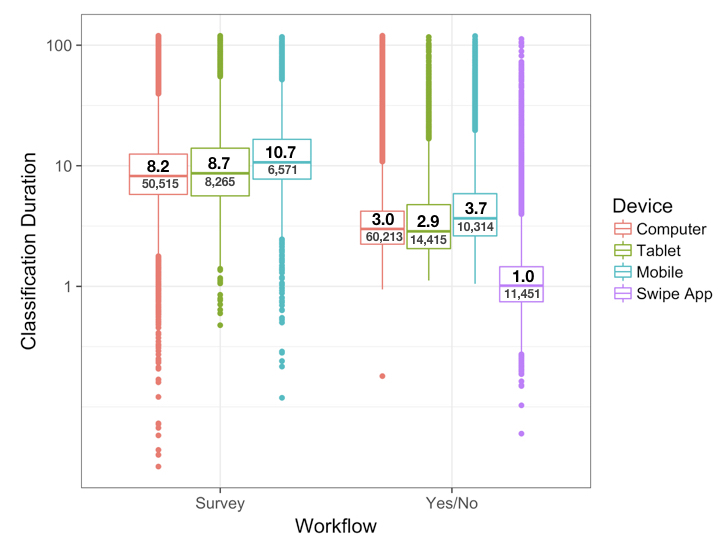 100
10
1
Classification Duration
8.2
50,515
8.7
8,265
10.7
6,571
3.0
60,213
2.9
14,415
3.7
10,314
1.0
11,451
Survey
Yes/No
Workflow
Device
Computer
Tablet
Mobile
Swipe App